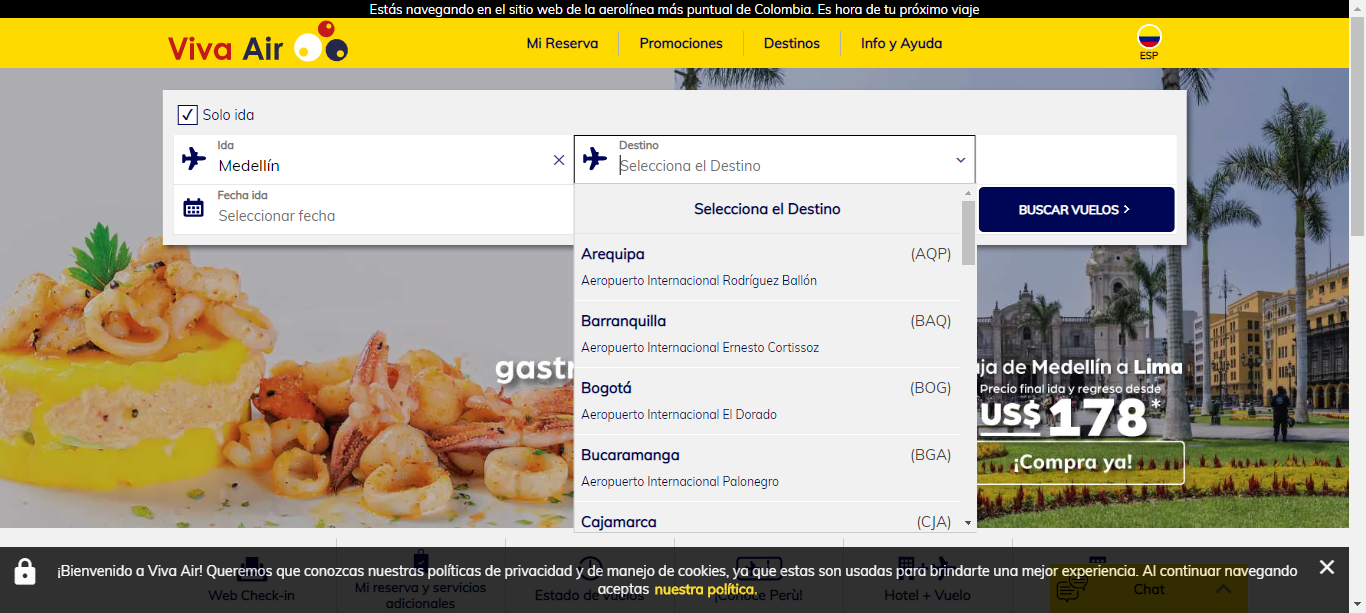 Estás navegando en el sitio web de la aerolínea más puntual de Colombia. Es hora de tu próximo viaje
Viva Air
Mi Reserva
Promociones
Destinos
Info y Ayuda
ESP
Solo ida
Ida
Medellín
Destino
Selecciona el Destino
Fecha ida
Seleccionar fecha
BUSCAR VUELOS
Selecciona el Destino
Arequipa (AQP)
Aeropuerto Internacional Rodríguez Ballón
Barranquilla (BAQ)
Aeropuerto Internacional Ernesto Cortissoz
Bogotá (BOG)
Aeropuerto Internacional El Dorado
Bucaramanga (BGA)
Aeropuerto Internacional Palonegro
Cajamarca (CJA)
gastr
ja de Medellín a Lima
Precio final ida y regreso desde
US$ 178*
¡Compra ya!
¡Bienvenido a Viva Air! Queremos que conozcas nuestras políticas de privacidad y de manejo de cookies, ya que estas son usadas para brindarte una mejor experiencia. Al continuar navegando
aceptas nuestra política.
Web Check-in
Mi reserva y servicios
adicionales
Estado de vuelos
¡Conoce Perù!
Hotel + Vuelo
Chat